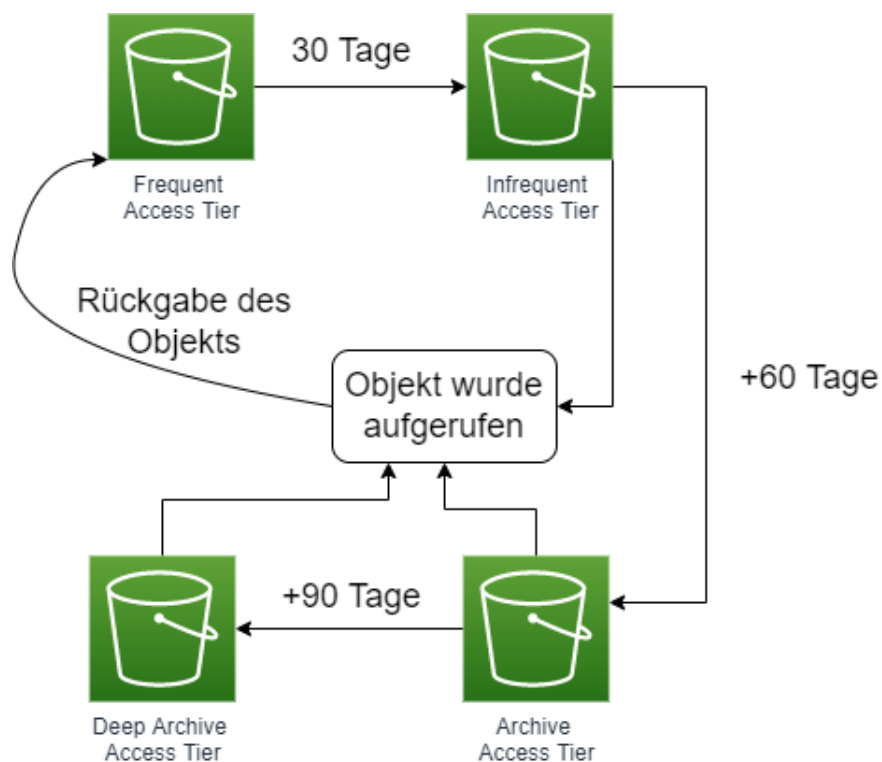 30 Tage
Frequent
Access Tier
Infrequent
Access Tier
Rückgabe des
Objekts
Objekt wurde
aufgerufen
+60 Tage
+90 Tage
Deep Archive
Access Tier
Archive
Access Tier